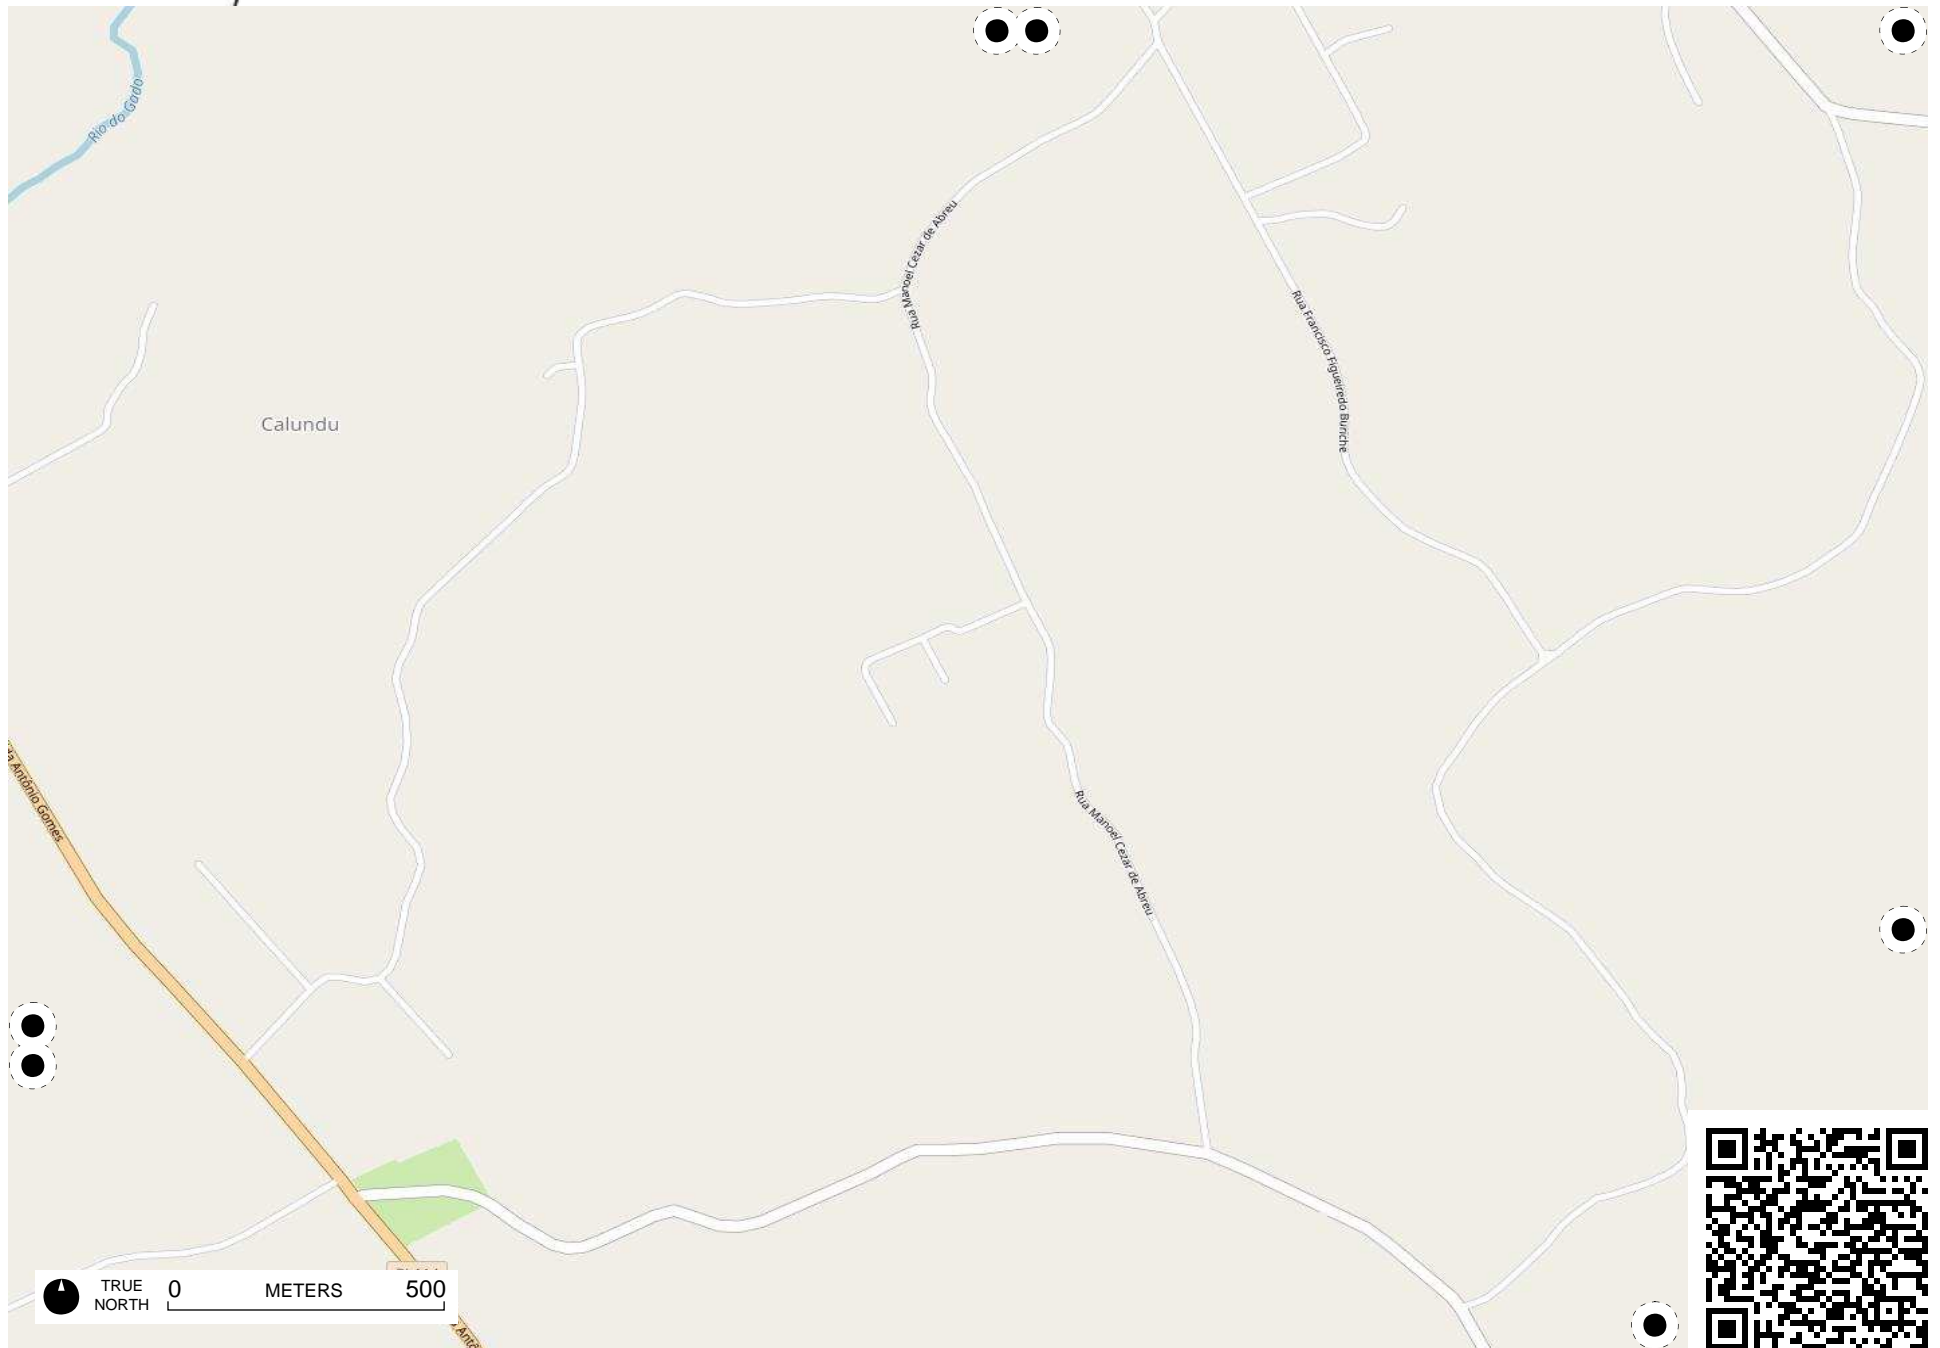 Rio do Gado
Rua Manoel Cezar de Abreu
Rua Francisco Figueiredo Buriche
Calundu
Antônio Gomes
Rua Manoel Cezar de Abreu
TRUE
NORTH
0 METERS 500